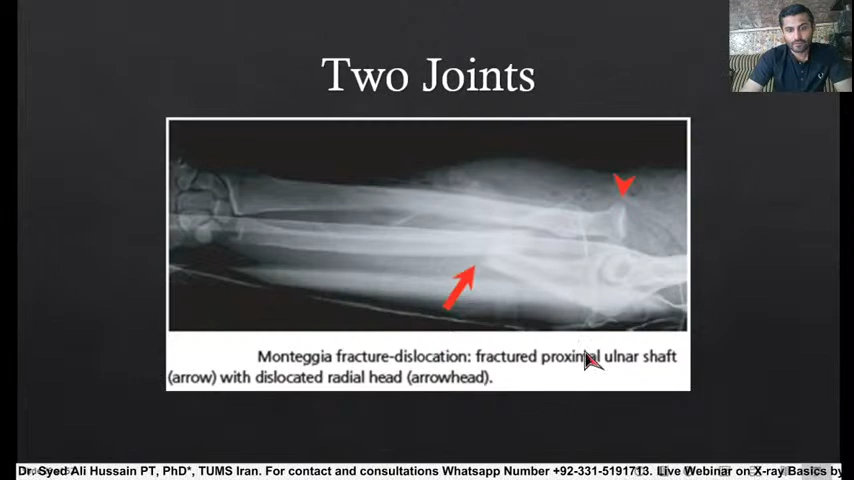 Two Joints
Monteggia fracture-dislocation: fractured proximal ulnar shaft
(arrow) with dislocated radial head (arrowhead).
Dr. Syed Ali Hussain PT, PhD*, TUMS Iran. For contact and consultations Whatsapp Number +92-331-5191713. Live Webinar on X-ray Basics by